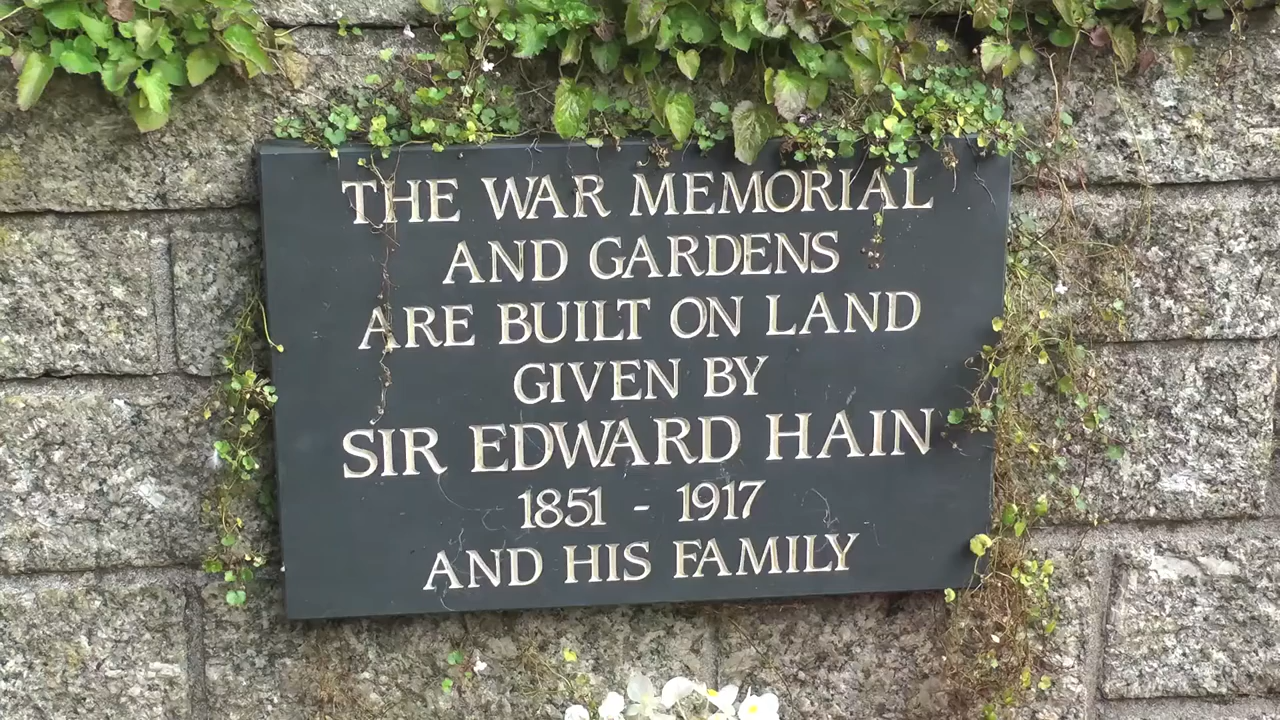 THE WAR MEMORIAL
AND GARDENS
ARE BUILT ON LAND
GIVEN BY
SIR EDWARD HAIN
1851 - 1917
AND HIS FAMILY